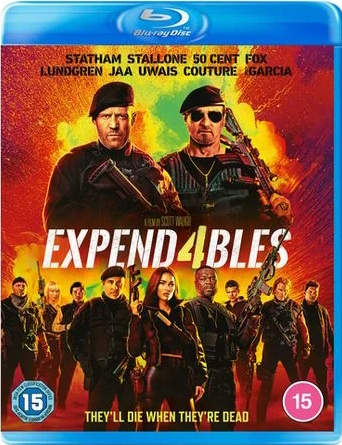 Blu-ray Disc
STATHAM STALLONE 50 CENT FOX
LUNDGREN JAA UWAIS COUTURE GARCIA
A FILM BY SCOTT WAUGH
EXPEND4BLES
15 15
THEY'LL DIE WHEN THEY'RE DEAD